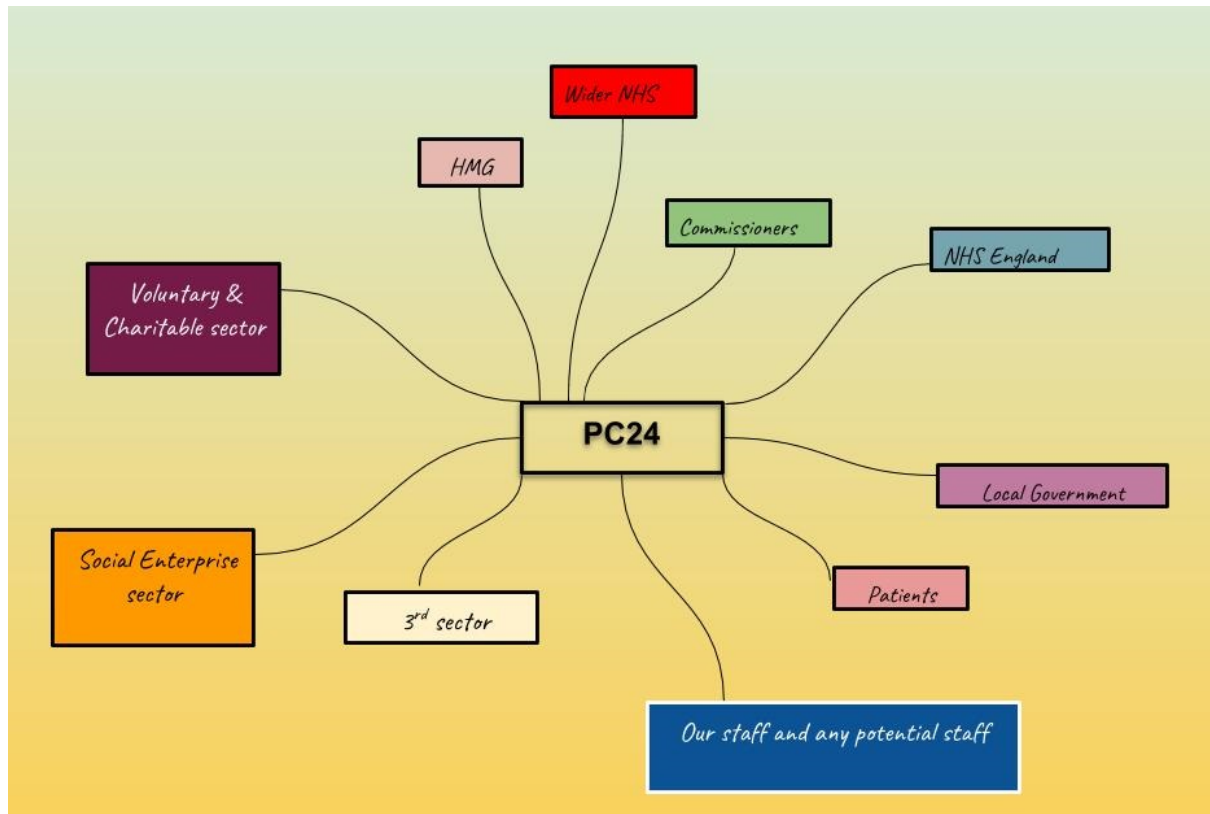 Wider NHS
HMG
Commissioners
NHS England
Voluntary &
Charitable sector
PC24
Local Government
Social Enterprise
sector
3rd sector
Patients
Our staff and any potential staff